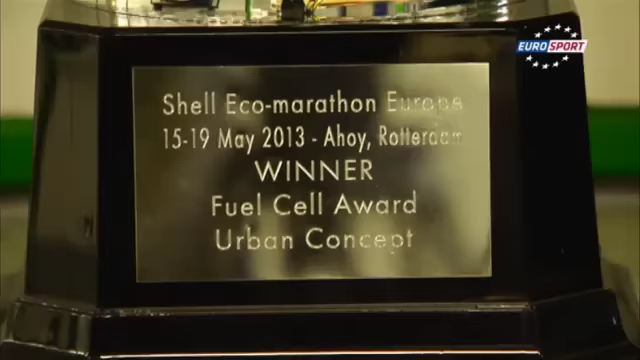 EUROSPORT
Shell Eco-marathon Europe
15-19 May 2013 - Ahoy, Rotterdam
WINNER
Fuel Cell Award
Urban Concept